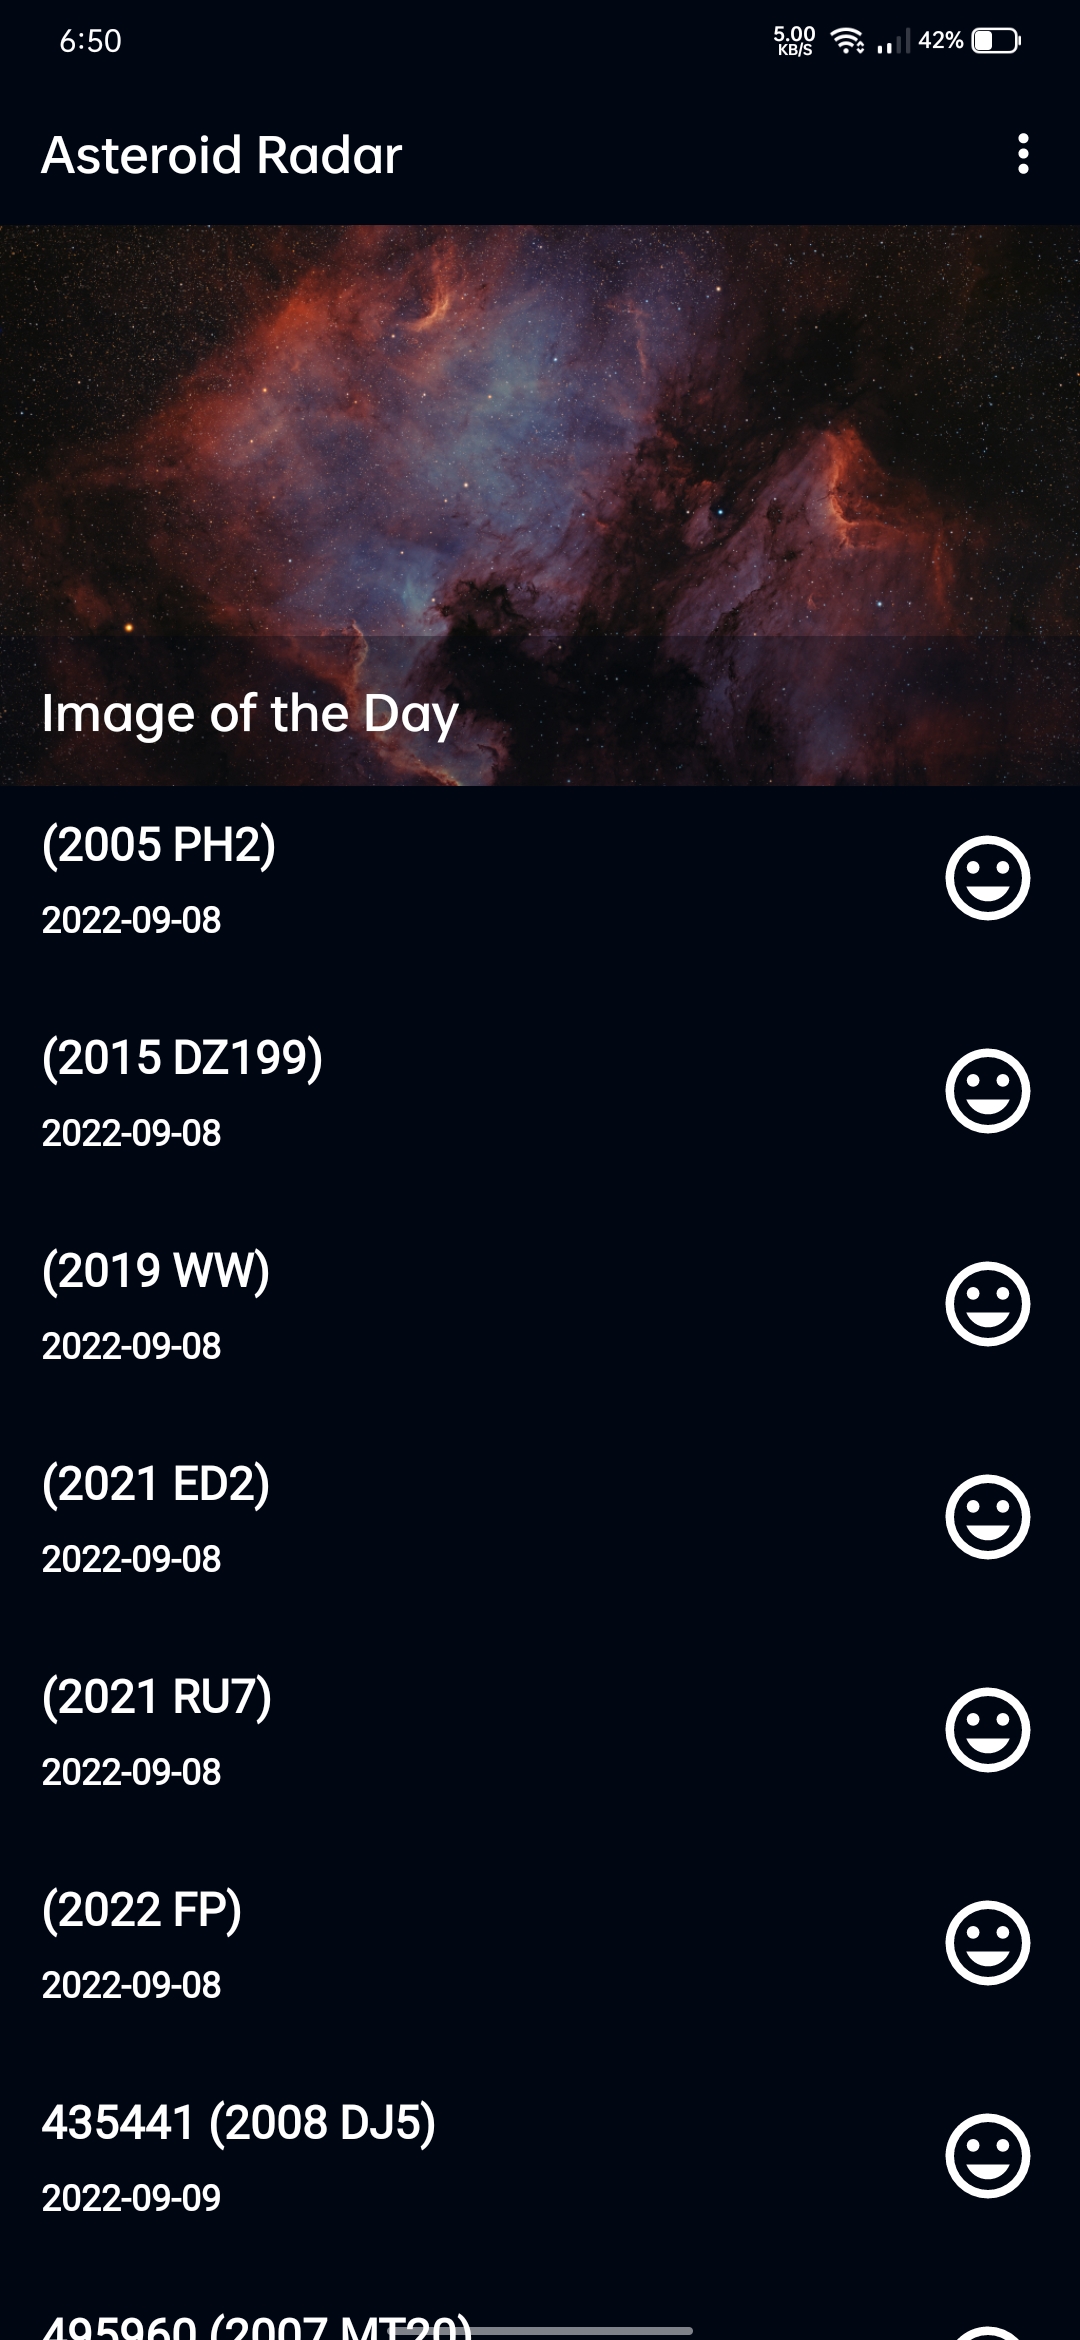 6:50
5.00
KB/S
42%
Asteroid Radar
Image of the Day
(2005 PH2)
2022-09-08
(2015 DZ199)
2022-09-08
(2019 WW)
2022-09-08
(2021 ED2)
2022-09-08
(2021 RU7)
2022-09-08
(2022 FP)
2022-09-08
435441 (2008 DJ5)
2022-09-09
495960 (2007 MT20)